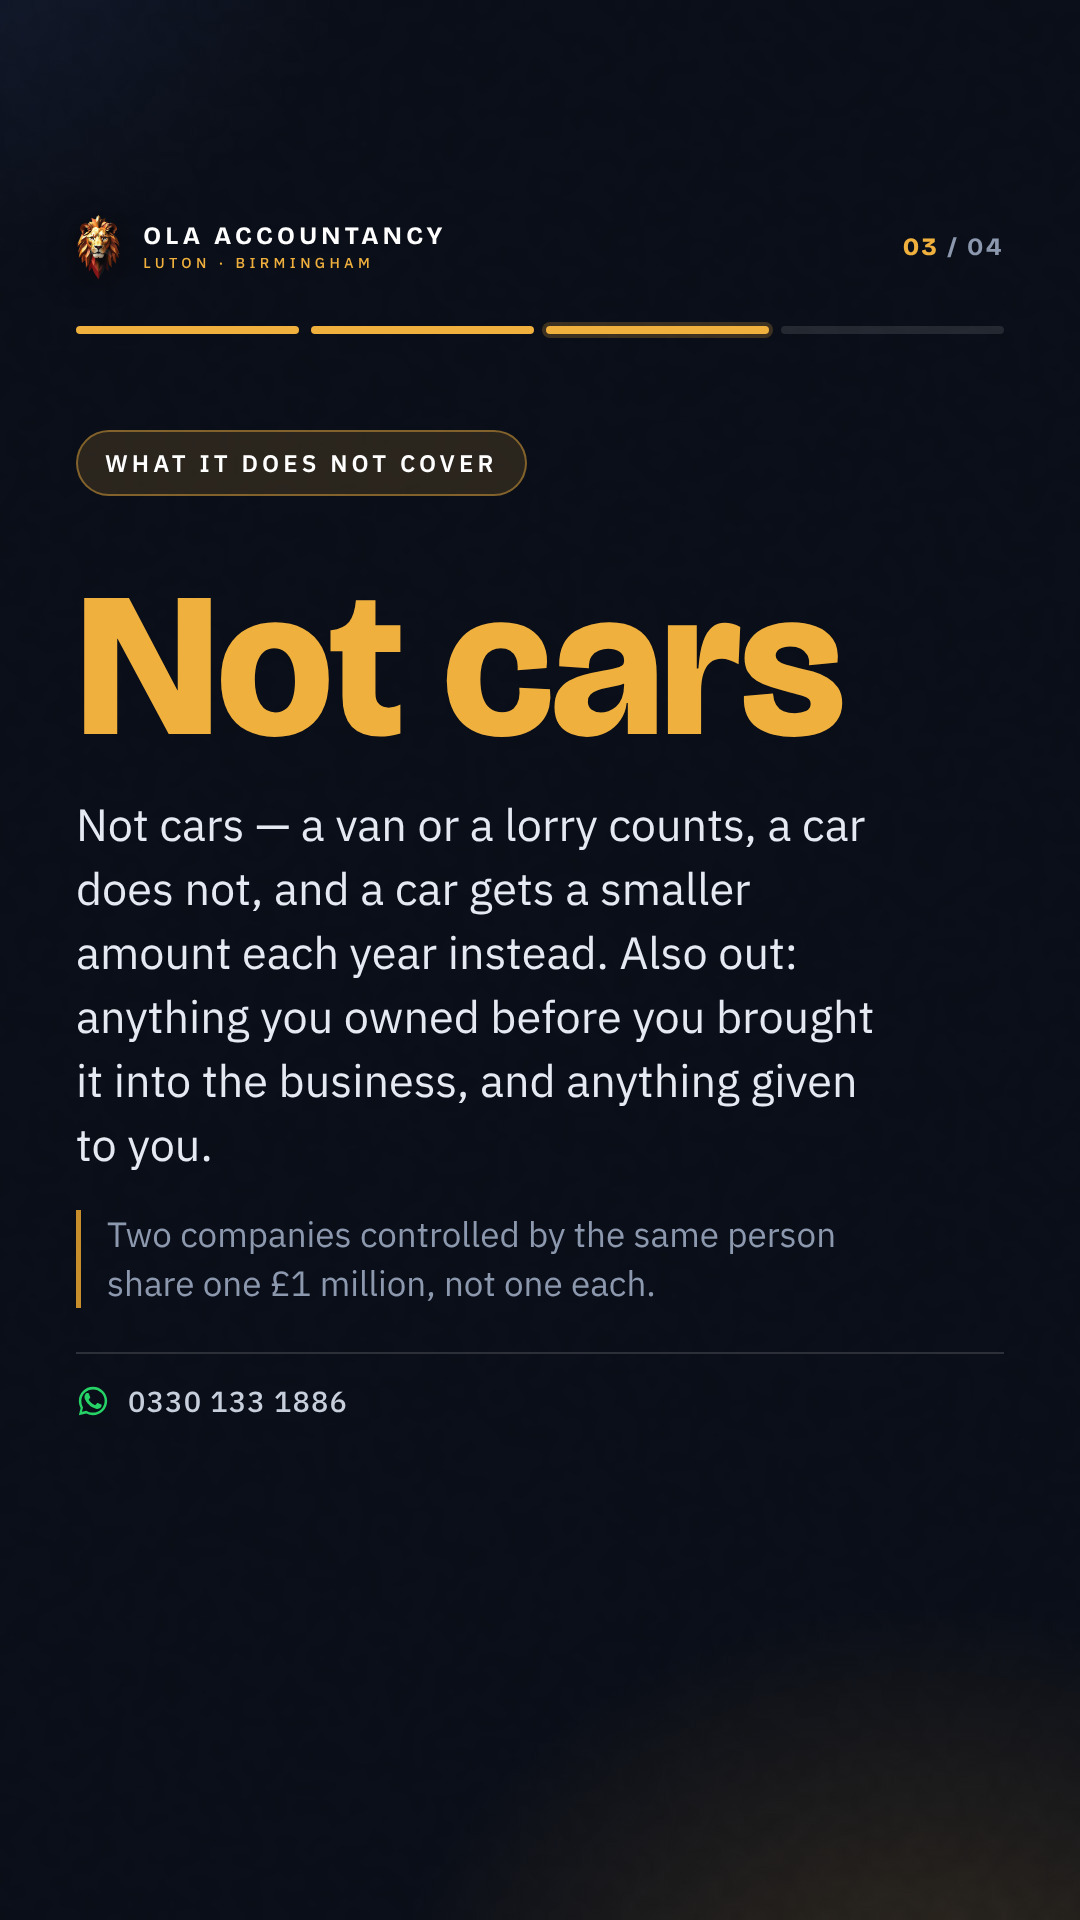 OLA ACCOUNTANCY
LUTON · BIRMINGHAM
03 / 04
WHAT IT DOES NOT COVER
Not cars
Not cars — a van or a lorry counts, a car
does not, and a car gets a smaller
amount each year instead. Also out:
anything you owned before you brought
it into the business, and anything given
to you.
Two companies controlled by the same person
share one £1 million, not one each.
0330 133 1886